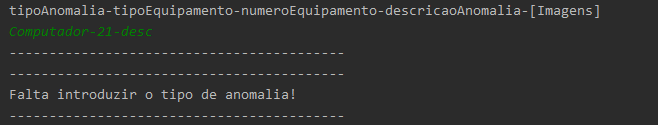 tipoAnomalia-tipoEquipamento-numeroEquipamento-descricaoAnomalia-[Imagens]
Computador-21-desc
------------------------------------------
------------------------------------------
Falta introduzir o tipo de anomalia!
------------------------------------------